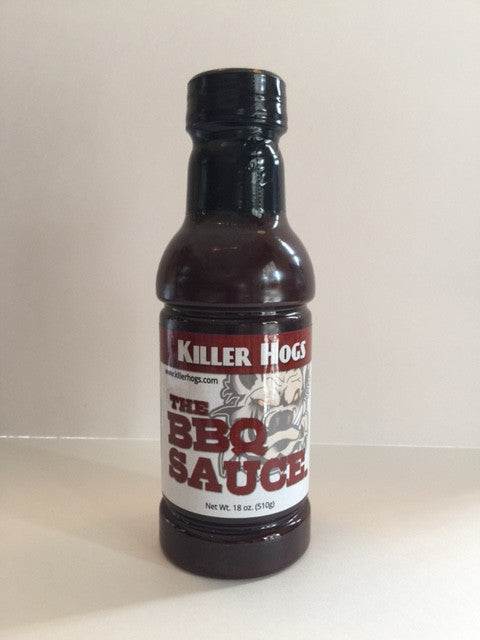 KILLER HOGS
www.killerhogs.com
THE
BBQ
SAUCE.
Net Wt. 18 oz. (510g)